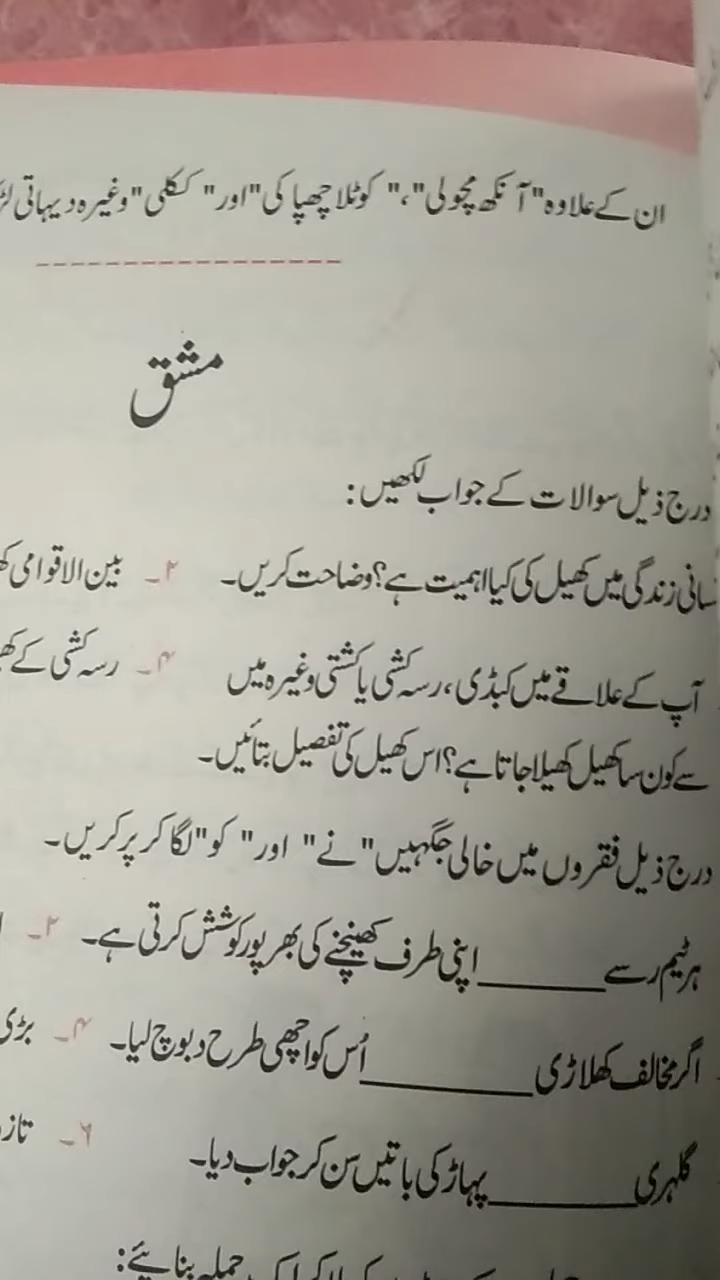 ان کے علاوہ "آنکھ مچولی"، "کوٹلا چھپاکی" اور "ککلی" وغیرہ دیہاتی
مشق
درج ذیل سوالات کے جواب لکھیں:
زندگی میں کھیل کی کیا اہمیت ہے؟ وضاحت کریں۔ ۲۔ بین الاقوامی
آپ کے علاقے میں کبڈی، رسہ کشی یا کشتی وغیرہ میں ۴۔ رسہ کشی کے
سے کون سا کھیل کھیلا جاتا ہے؟ اس کھیل کی تفصیل بتائیں۔
درج ذیل فقروں میں خالی جگہیں "نے" اور "کو" لگا کر پر کریں۔
ہر ٹیم رسے ______ اپنی طرف کھینچنے کی بھرپور کوشش کرتی ہے۔ ۲۔
اگر مخالف کھلاڑی ______ اُس کو اچھی طرح دبوچ لیا۔ ۴۔ بڑی
گلہری ______ پہاڑ کی باتیں سن کر جواب دیا۔ ۶۔
جملہ بنائیے: